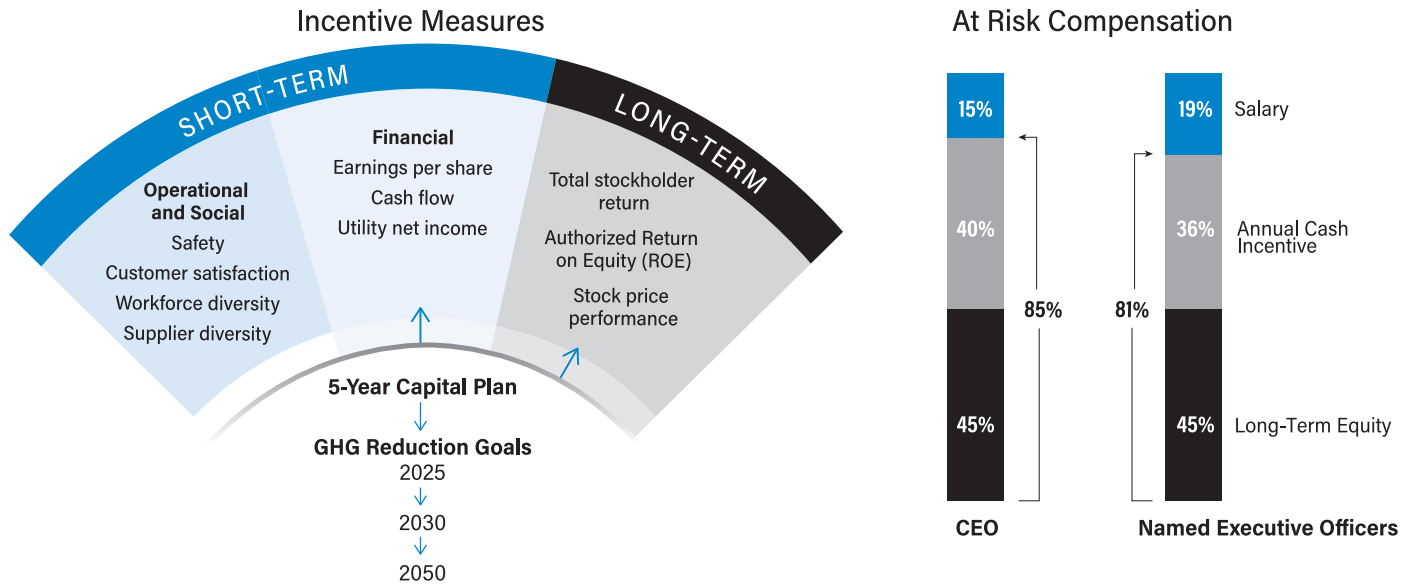 Incentive Measures
SHORT-TERM
LONG-TERM
Operational
and Social
Safety
Customer satisfaction
Workforce diversity
Supplier diversity
Financial
Earnings per share
Cash flow
Utility net income
Total stockholder
return
Authorized Return
on Equity (ROE)
Stock price
performance
5-Year Capital Plan
GHG Reduction Goals
2025
2030
2050
At Risk Compensation
15%
40%
45%
85%
CEO
81%
19%
36%
45%
Named Executive Officers
Salary
Annual Cash
Incentive
Long-Term Equity